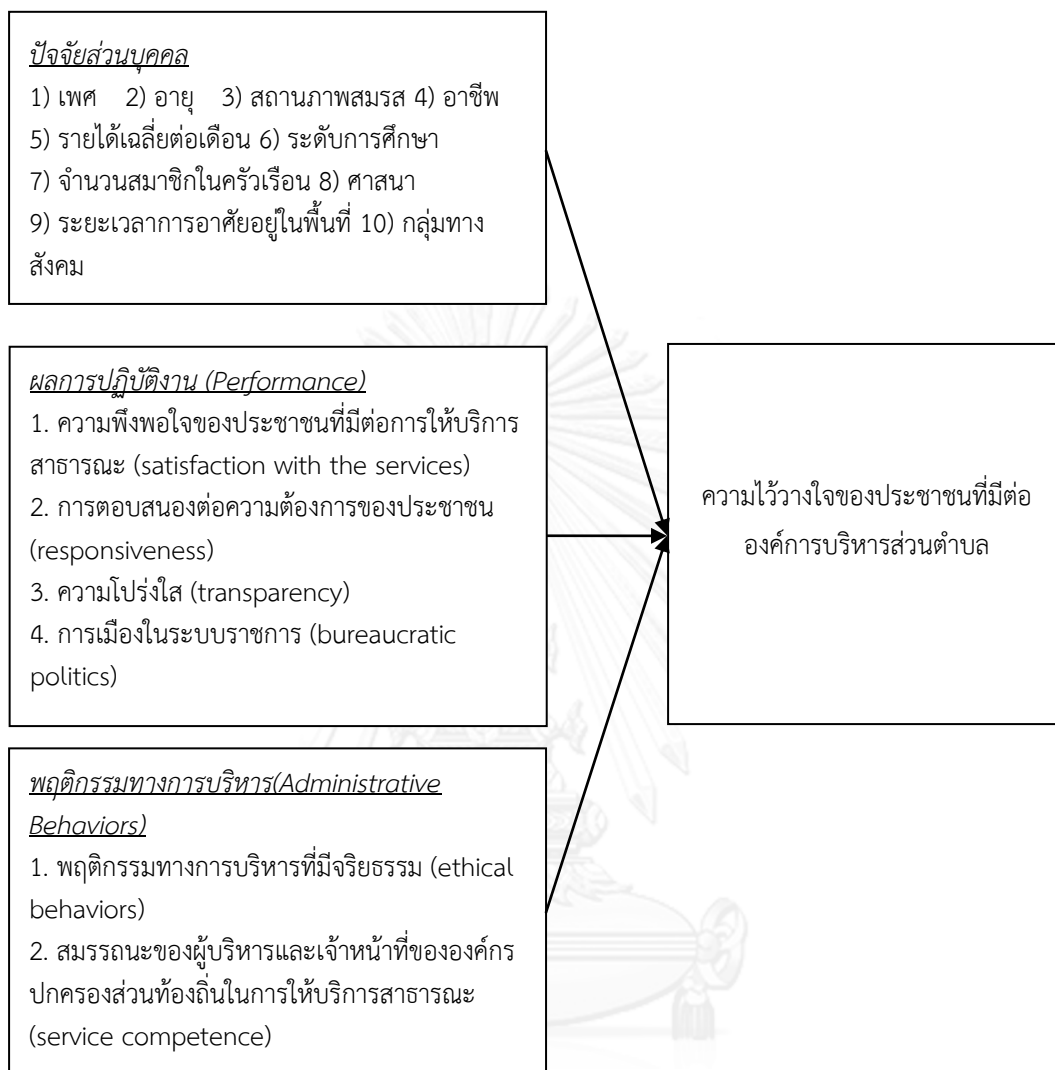 ปัจจัยส่วนบุคคล
1) เพศ 2) อายุ 3) สถานภาพสมรส 4) อาชีพ
5) รายได้เฉลี่ยต่อเดือน 6) ระดับการศึกษา
7) จำนวนสมาชิกในครัวเรือน 8) ศาสนา
9) ระยะเวลาการอาศัยอยู่ในพื้นที่ 10) กลุ่มทาง
สังคม
ผลการปฏิบัติงาน (Performance)
1. ความพึงพอใจของประชาชนที่มีต่อการให้บริการ
สาธารณะ (satisfaction with the services)
2. การตอบสนองต่อความต้องการของประชาชน
(responsiveness)
3. ความโปร่งใส (transparency)
4. การเมืองในระบบราชการ (bureaucratic
politics)
พฤติกรรมทางการบริหาร(Administrative
Behaviors)
1. พฤติกรรมทางการบริหารที่มีจริยธรรม (ethical
behaviors)
2. สมรรถนะของผู้บริหารและเจ้าหน้าที่ขององค์กร
ปกครองส่วนท้องถิ่นในการให้บริการสาธารณะ
(service competence)
ความไว้วางใจของประชาชนที่มีต่อ
องค์การบริหารส่วนตำบล